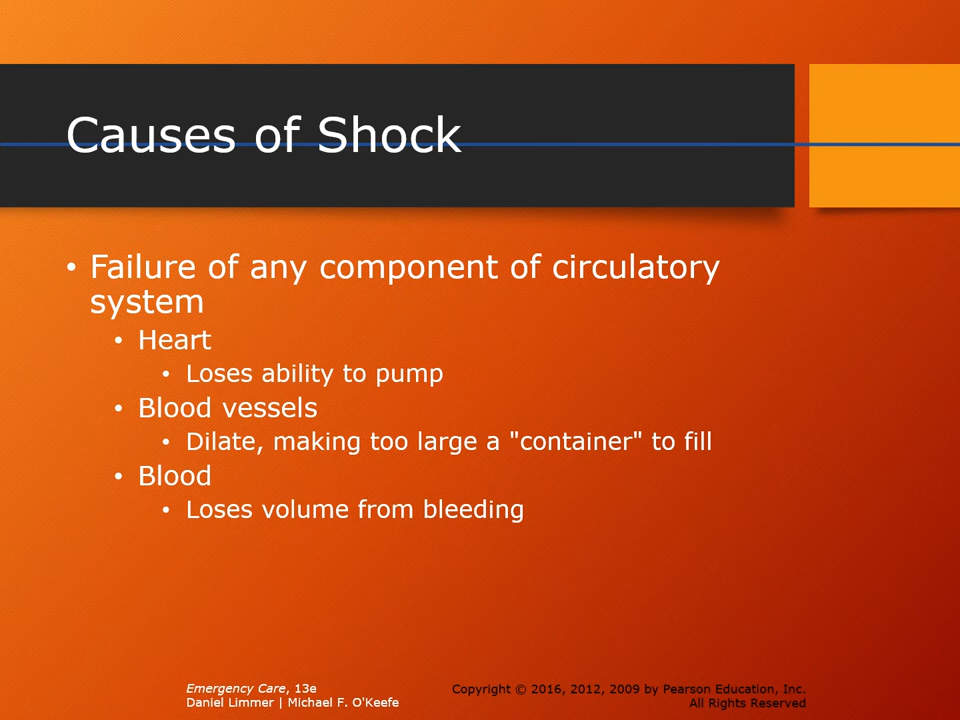 Causes of Shock
• Failure of any component of circulatory
system
• Heart
• Loses ability to pump
• Blood vessels
• Dilate, making too large a "container" to fill
• Blood
• Loses volume from bleeding
Emergency Care, 13e
Daniel Limmer | Michael F. O'Keefe
Copyright © 2016, 2012, 2009 by Pearson Education, Inc.
All Rights Reserved